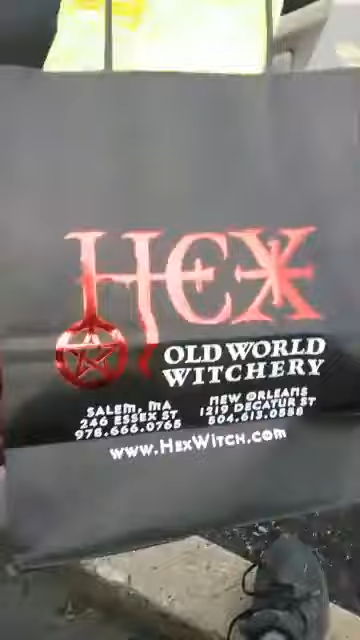 HEX
OLD WORLD
WITCHERY
SALEM, MA
246 ESSEX ST
978.666.0765
NEW ORLEANS
1219 DECATUR ST
504.613.0558
www.HexWitch.com